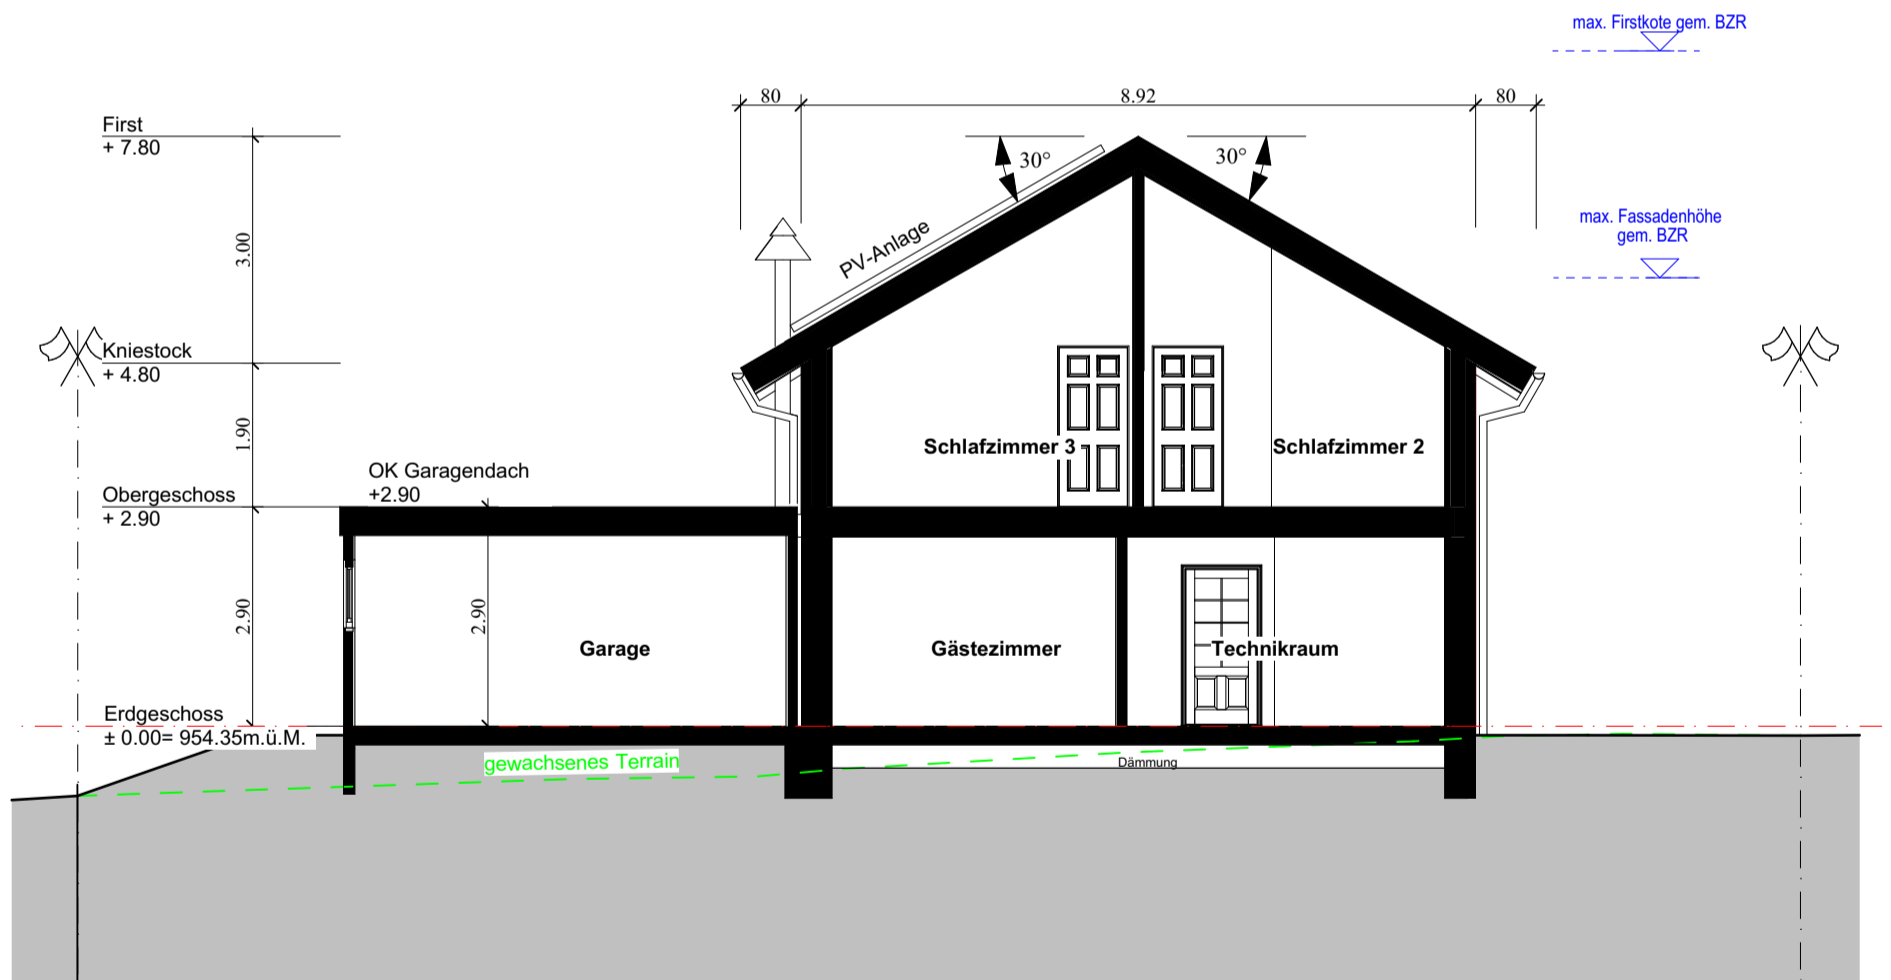 max. Firstkote gem. BZR
80
8.92
80
First
+ 7.80
30°
30°
max. Fassadenhöhe
gem. BZR
3.00
PV-Anlage
Kniestock
+ 4.80
1.90
Schlafzimmer 3
Schlafzimmer 2
OK Garagendach
+2.90
Obergeschoss
+ 2.90
2.90
2.90
Garage
Gästezimmer
Technikraum
Erdgeschoss
± 0.00= 954.35m.ü.M.
gewachsenes Terrain
Dämmung